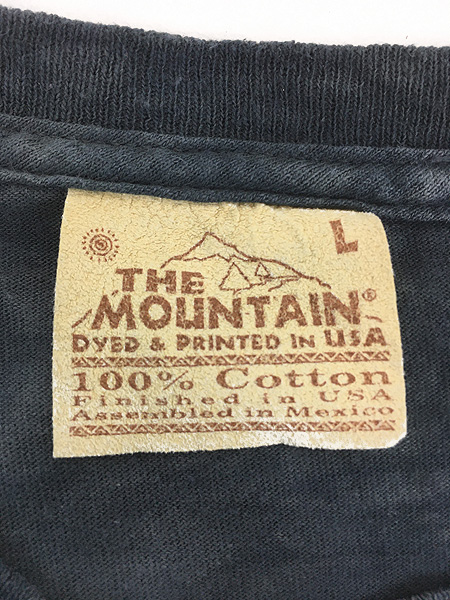 L
THE
MOUNTAIN®
DYED & PRINTED IN USA
100% Cotton
Finished in USA
Assembled in Mexico